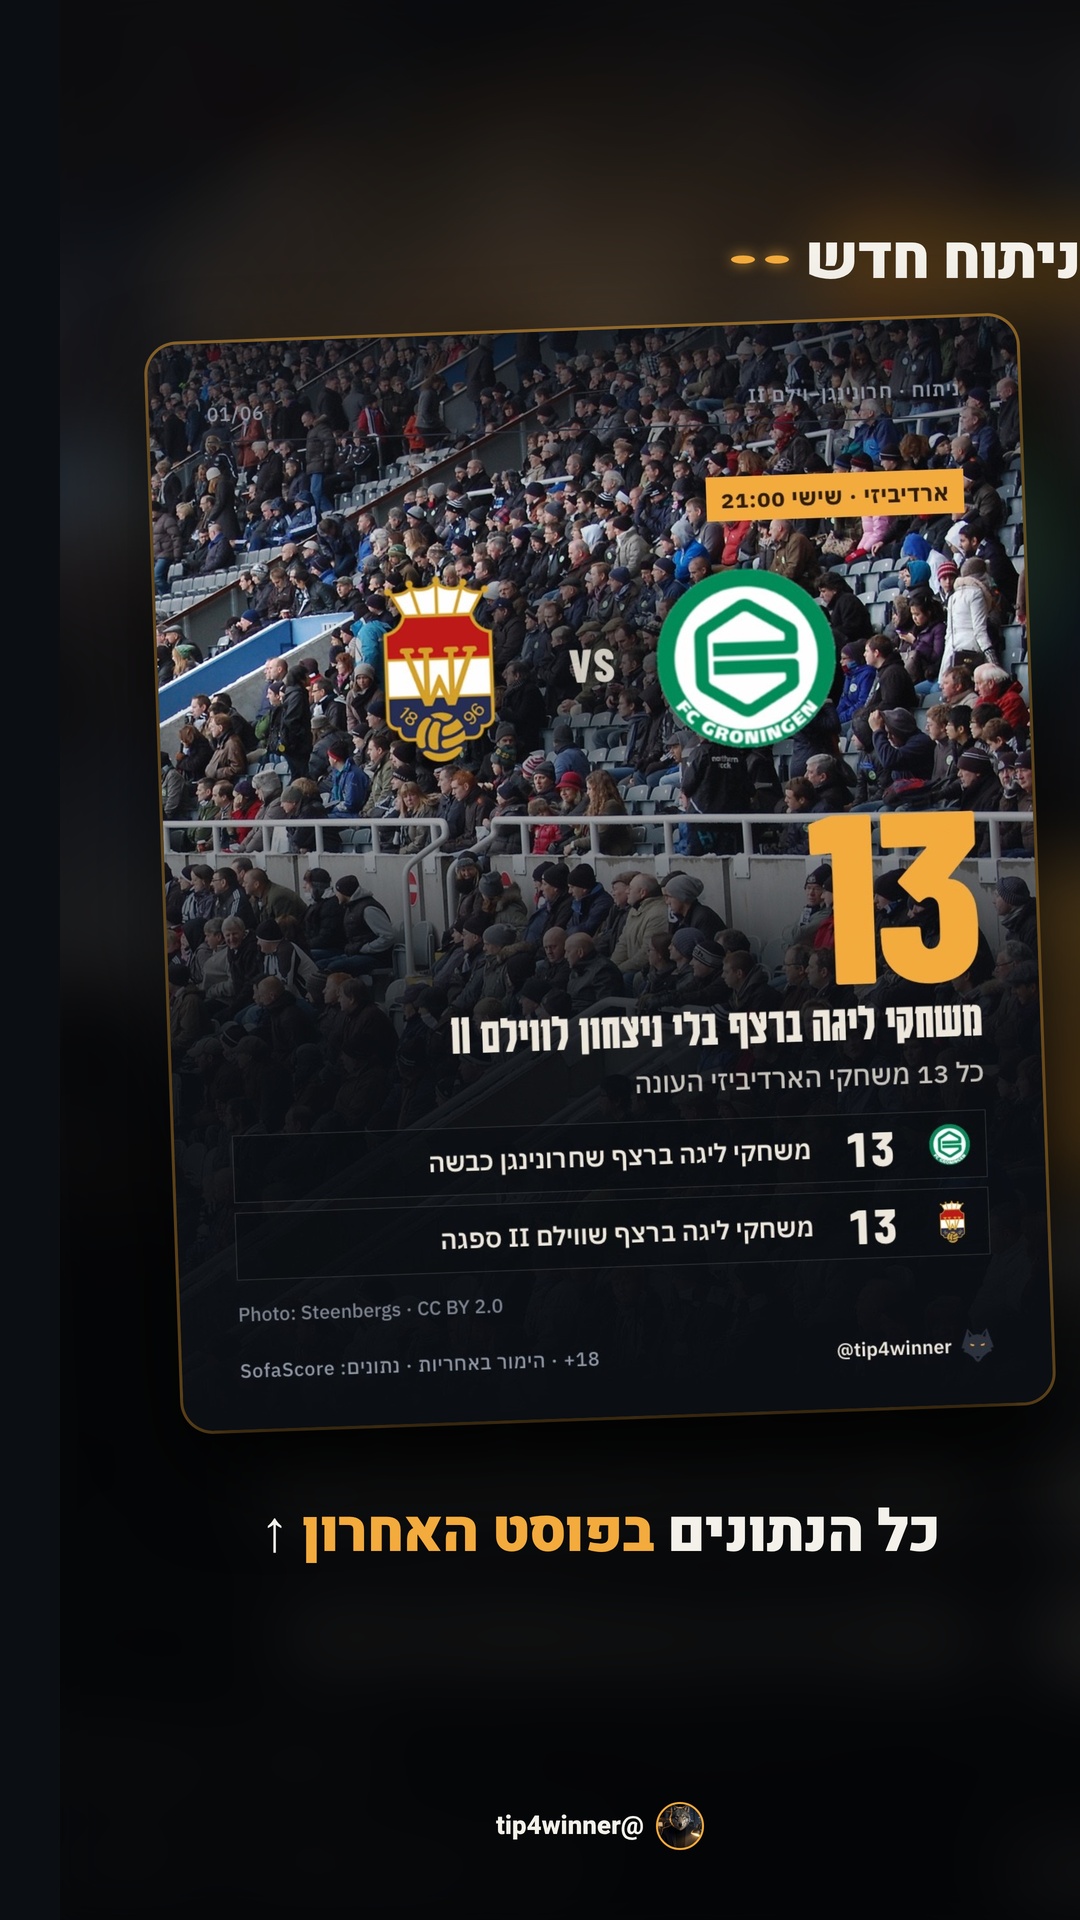 ניתוח חדש
ניתוח · חרונינגן–וילם II
01/06
ארדיביזי · שישי 21:00
VS
18 96
FC GRONINGEN
northern rock
13
משחקי ליגה ברצף בלי ניצחון לווילם II
כל 13 משחקי הארדיביזי העונה
13 משחקי ליגה ברצף שחרונינגן כבשה
13 משחקי ליגה ברצף שווילם II ספגה
Photo: Steenbergs · CC BY 2.0
@tip4winner
18+ · הימור באחריות · נתונים: SofaScore
כל הנתונים בפוסט האחרון ↑
tip4winner@